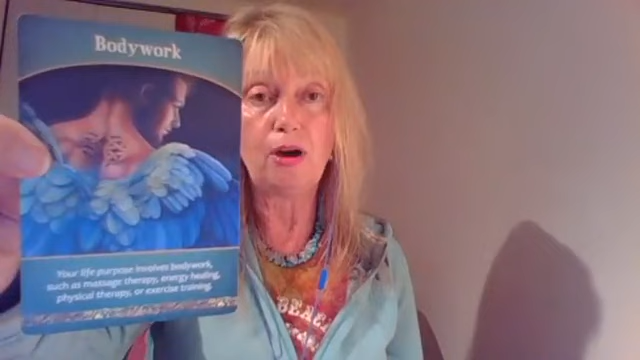 Bodywork
Your life purpose involves bodywork,
such as massage therapy, energy healing,
physical therapy, or exercise training.